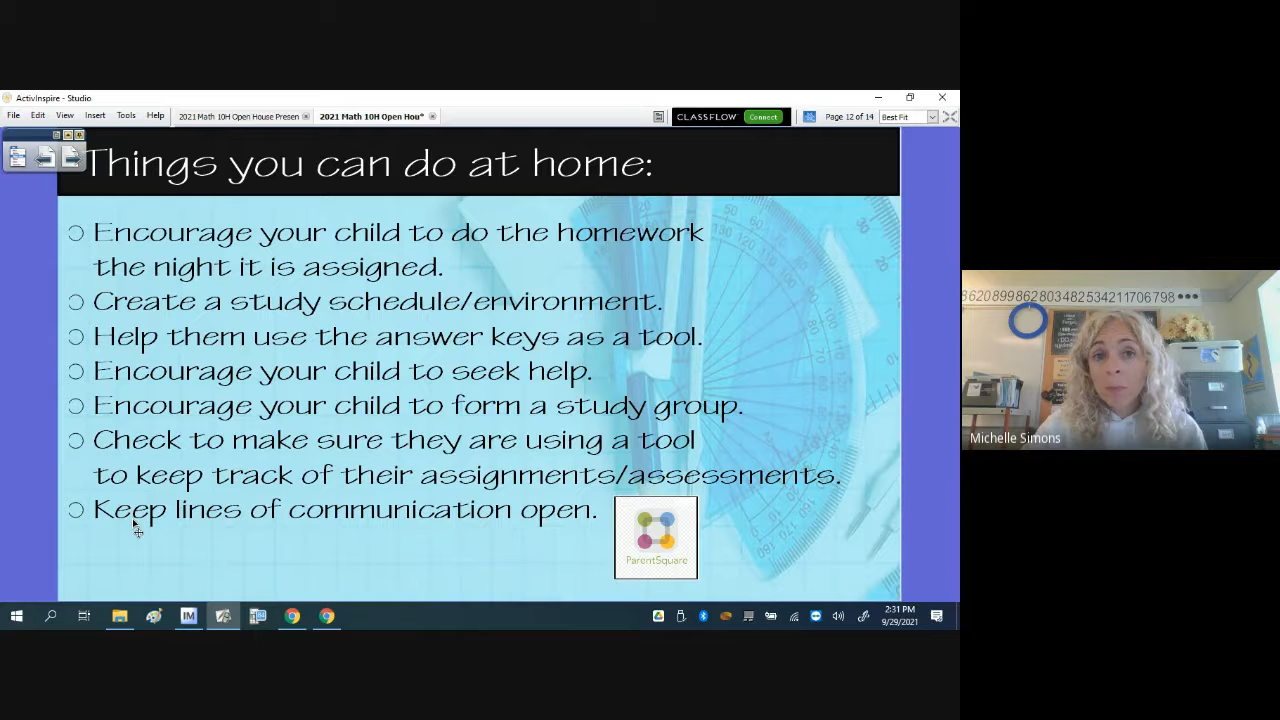 ActivInspire - Studio
File Edit View Insert Tools Help
2021 Math 10H Open House Presen
2021 Math 10H Open Hou*
CLASSFLOW Connect
Page 12 of 14
Best Fit
Things you can do at home:
Encourage your child to do the homework
the night it is assigned.
Create a study schedule/environment.
Help them use the answer keys as a tool.
Encourage your child to seek help.
Encourage your child to form a study group.
Check to make sure they are using a tool
to keep track of their assignments/assessments.
Keep lines of communication open.
ParentSquare
IM
2:31 PM
9/29/2021
8620899862803482534211706798
Michelle Simons